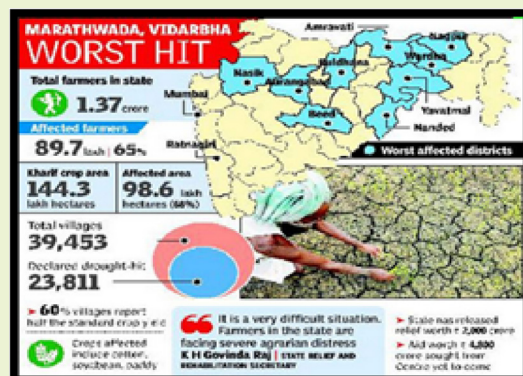 MARATHWADA, VIDARBHA
WORST HIT
Total farmers in state
1.37 crore
Affected farmers
89.7 lakh | 65%
Kharif crop area
144.3
lakh hectares
Affected area
98.6 lakh
hectares (68%)
Total villages
39,453
Declared drought-hit
23,811
60% villages report
half the standard crop yield
Crops affected
include cotton,
soyabean, paddy
Amravati
Nagpur
Buldhana
Wardha
Nasik
Aurangabad
Mumbai
Beed
Yavatmal
Nanded
Ratnagiri
Worst affected districts
It is a very difficult situation.
Farmers in the state are
facing severe agrarian distress
K H Govinda Raj | STATE RELIEF AND
REHABILITATION SECRETARY
State has released
relief worth ₹ 2,000 crore
Aid worth ₹ 4,800
crore sought from
Centre yet to come